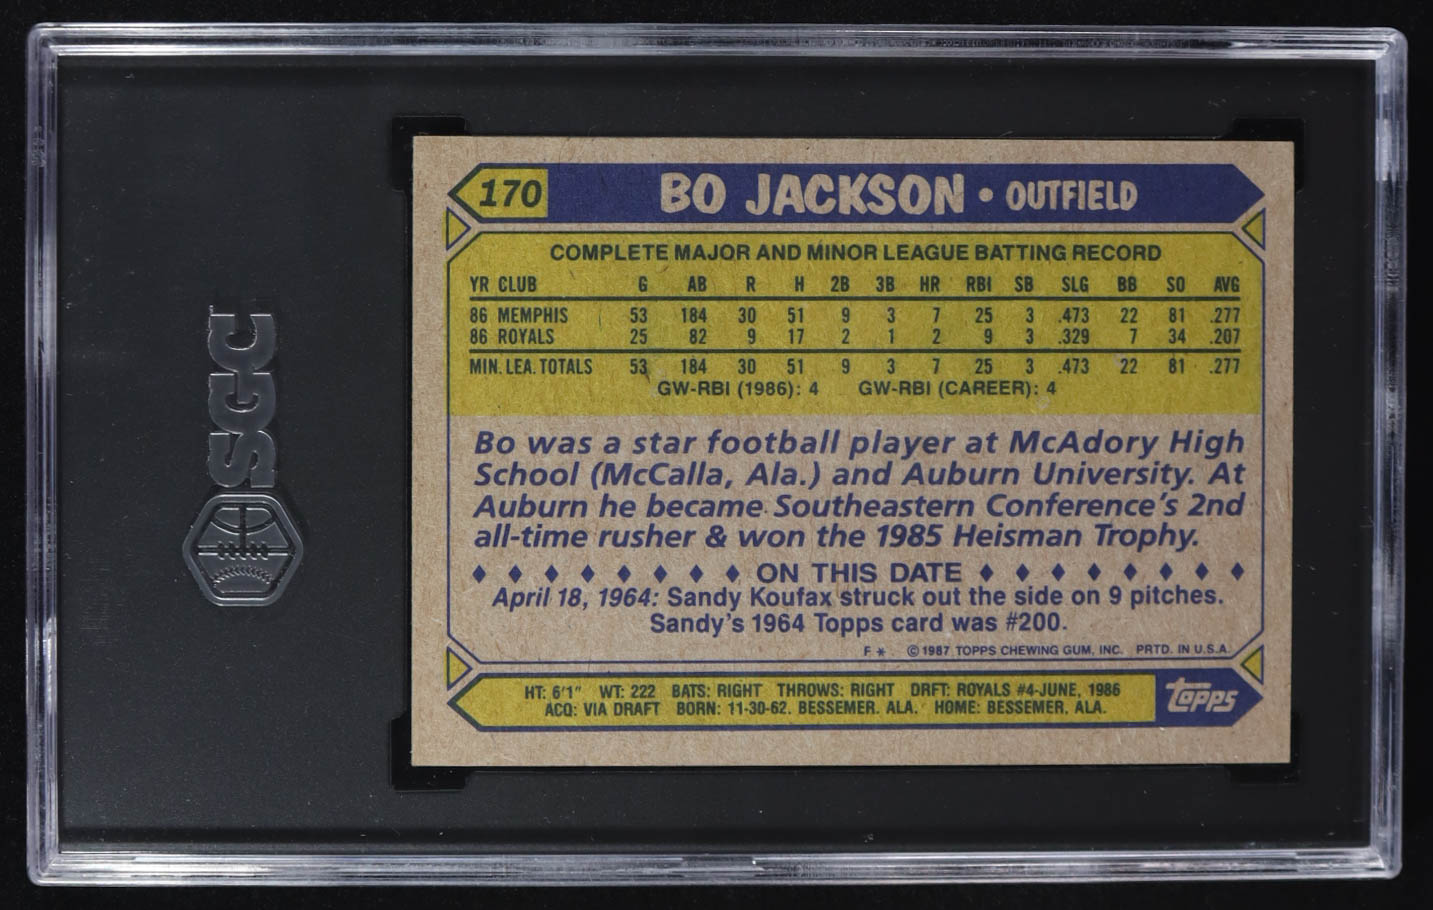 170 BO JACKSON • OUTFIELD
COMPLETE MAJOR AND MINOR LEAGUE BATTING RECORD
YR CLUB G AB R H 2B 3B HR RBI SB SLG BB SO AVG
86 MEMPHIS 53 184 30 51 9 3 7 25 3 .473 22 81 .277
86 ROYALS 25 82 9 17 2 1 2 9 3 .329 7 34 .207
MIN. LEA. TOTALS 53 184 30 51 9 3 7 25 3 .473 22 81 .277
GW-RBI (1986): 4 GW-RBI (CAREER): 4
Bo was a star football player at McAdory High
School (McCalla, Ala.) and Auburn University. At
Auburn he became Southeastern Conference's 2nd
all-time rusher & won the 1985 Heisman Trophy.
ON THIS DATE
April 18, 1964: Sandy Koufax struck out the side on 9 pitches.
Sandy's 1964 Topps card was #200.
F * ©1987 TOPPS CHEWING GUM, INC. PRTD. IN U.S.A.
HT: 6'1" WT: 222 BATS: RIGHT THROWS: RIGHT DRFT: ROYALS #4-JUNE, 1986
ACQ: VIA DRAFT BORN: 11-30-62. BESSEMER. ALA. HOME: BESSEMER, ALA.
topps
SGC